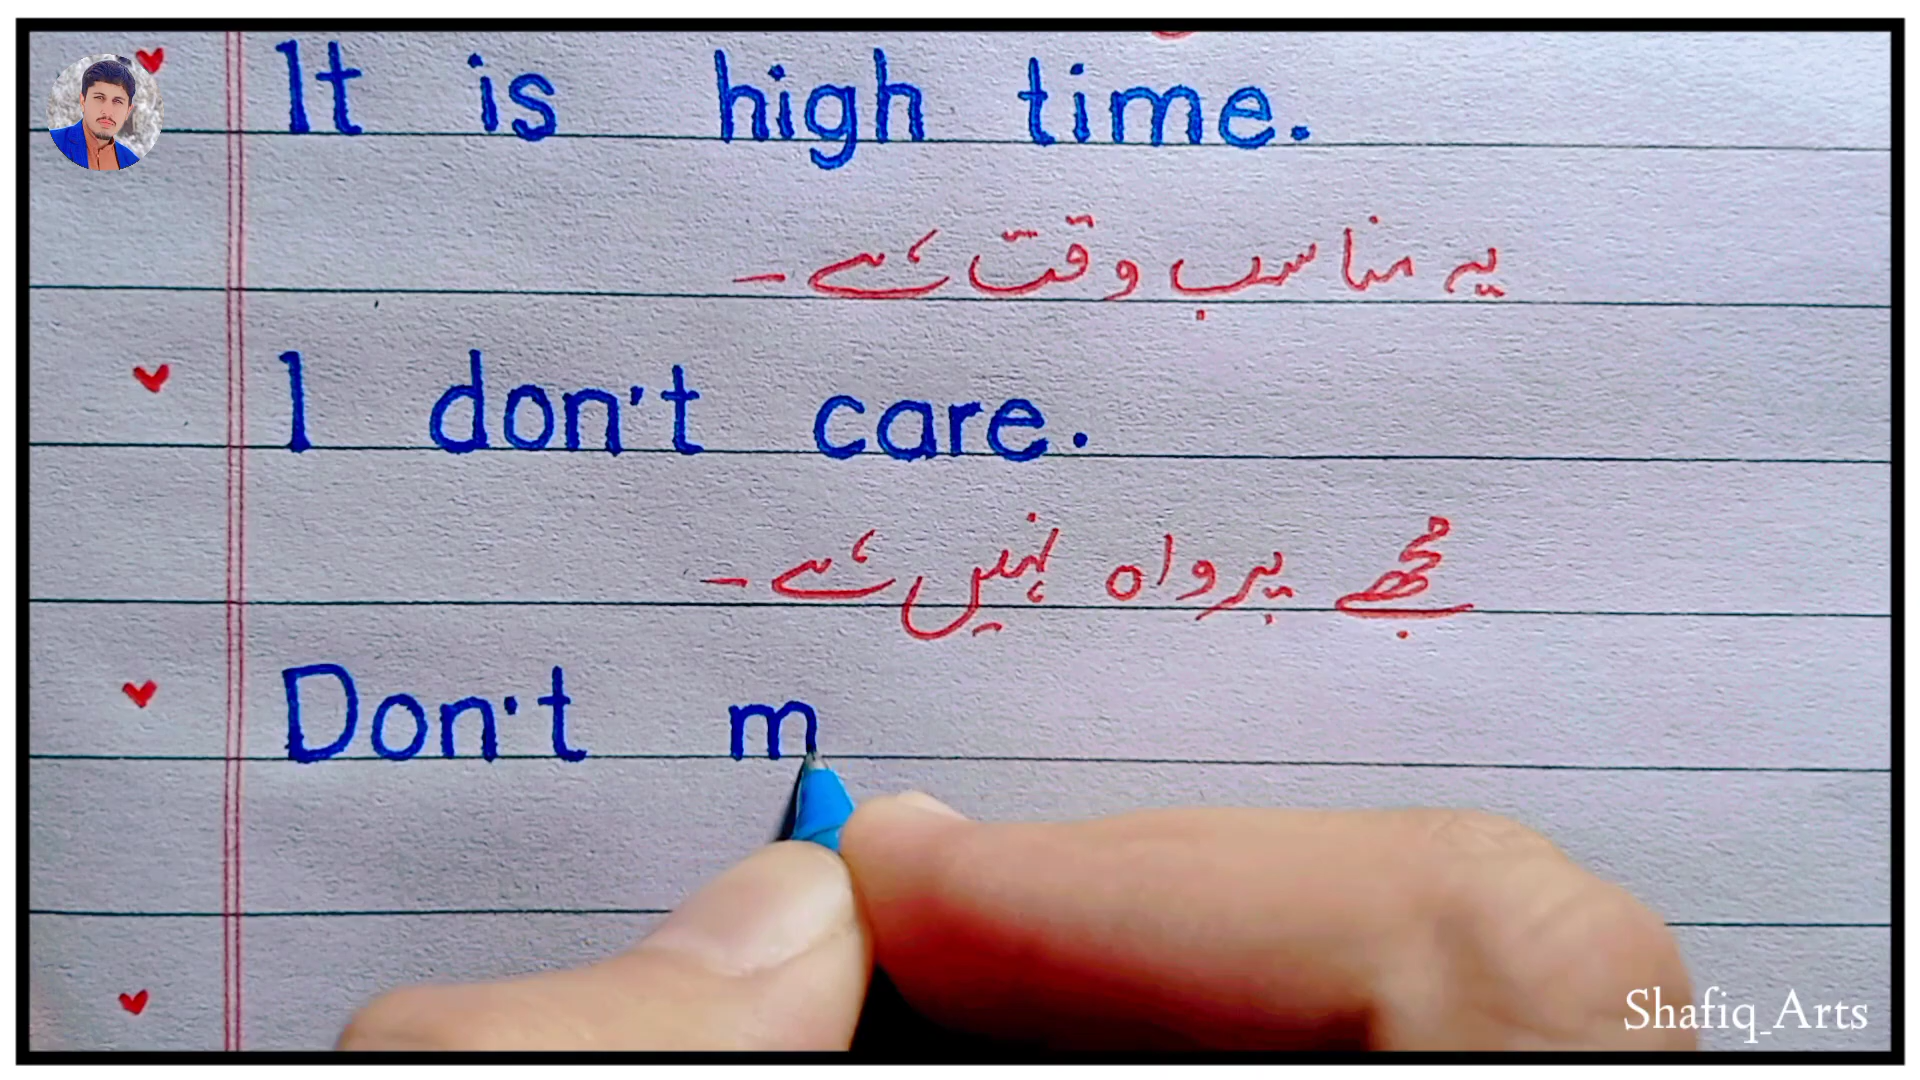 It is high time.
یہ مناسب وقت ہے۔
I don't care.
مجھے پرواہ نہیں ہے۔
Don't m
Shafiq_Arts